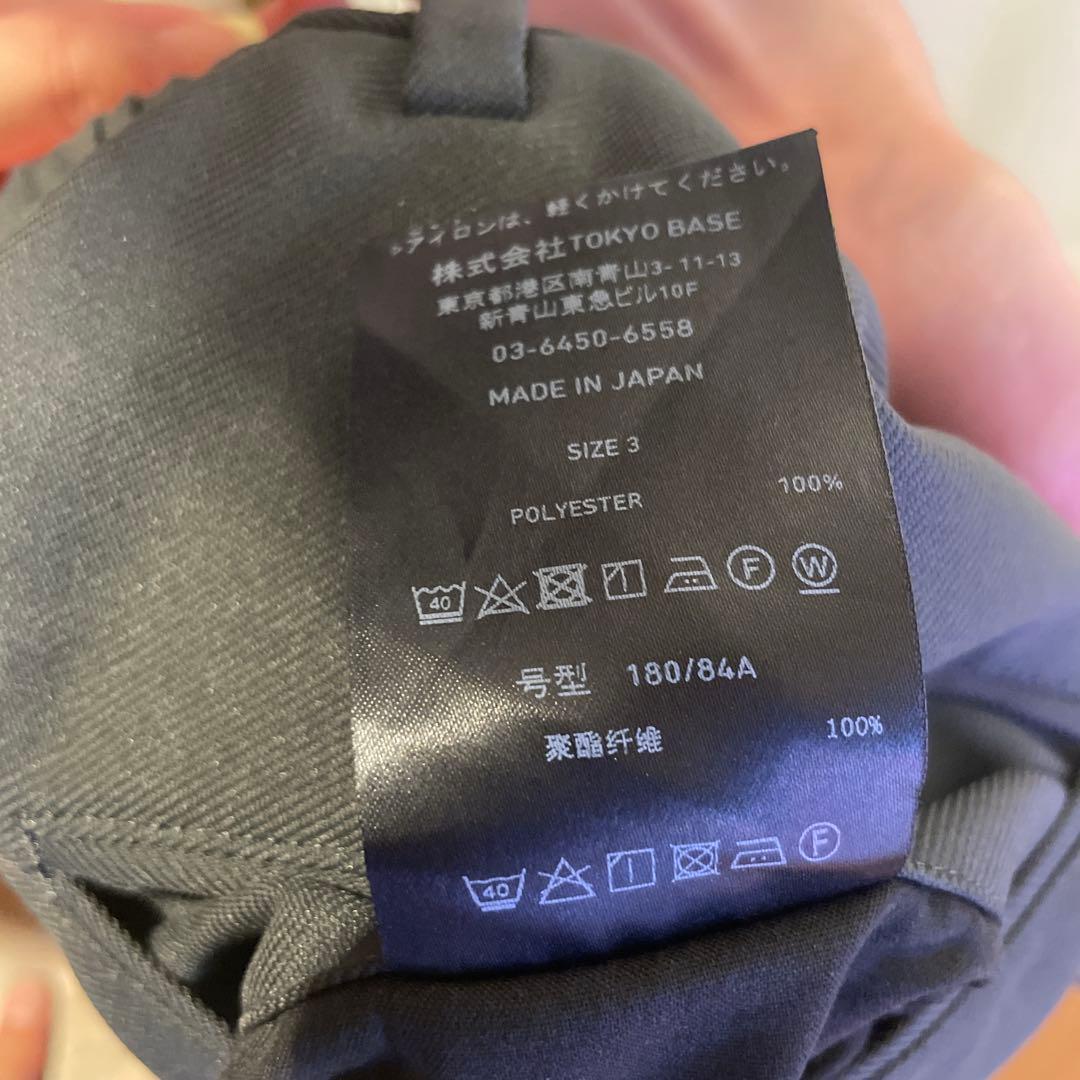 アイロンは、軽くかけてください。
株式会社TOKYO BASE
東京都港区南青山3-11-13
新青山東急ビル10F
03-6450-6558
MADE IN JAPAN
SIZE 3
POLYESTER 100%
40 F W
号型 180/84A
聚酯纤维 100%
40 F